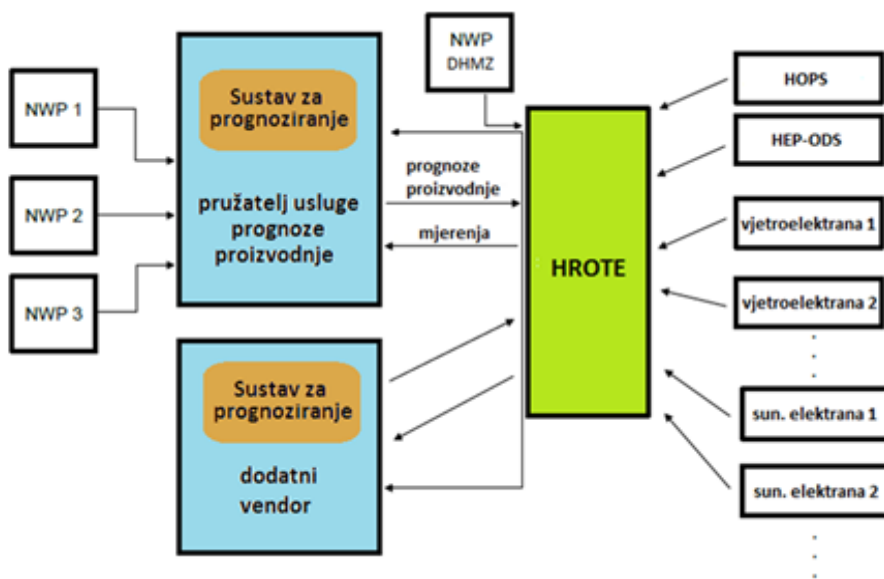 NWP 1
NWP 2
NWP 3
Sustav za
prognoziranje
pružatelj usluge
prognoze
proizvodnje
Sustav za
prognoziranje
dodatni
vendor
NWP
DHMZ
prognoze
proizvodnje
mjerenja
HROTE
HOPS
HEP-ODS
vjetroelektrana 1
vjetroelektrana 2
sun. elektrana 1
sun. elektrana 2